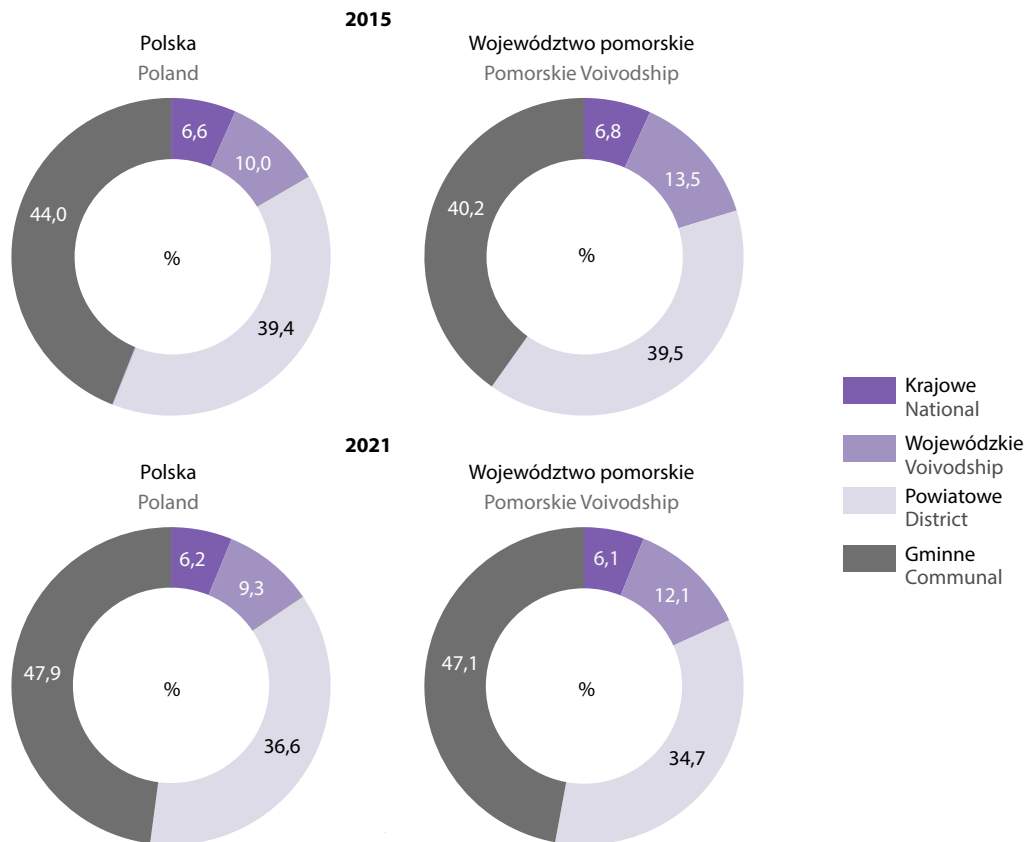 2015
Polska
Poland
Województwo pomorskie
Pomorskie Voivodship
6,6
10,0
39,4
44,0
%
6,8
13,5
39,5
40,2
%
2021
Polska
Poland
Województwo pomorskie
Pomorskie Voivodship
6,2
9,3
36,6
47,9
%
6,1
12,1
34,7
47,1
%
Krajowe
National
Wojewódzkie
Voivodship
Powiatowe
District
Gminne
Communal